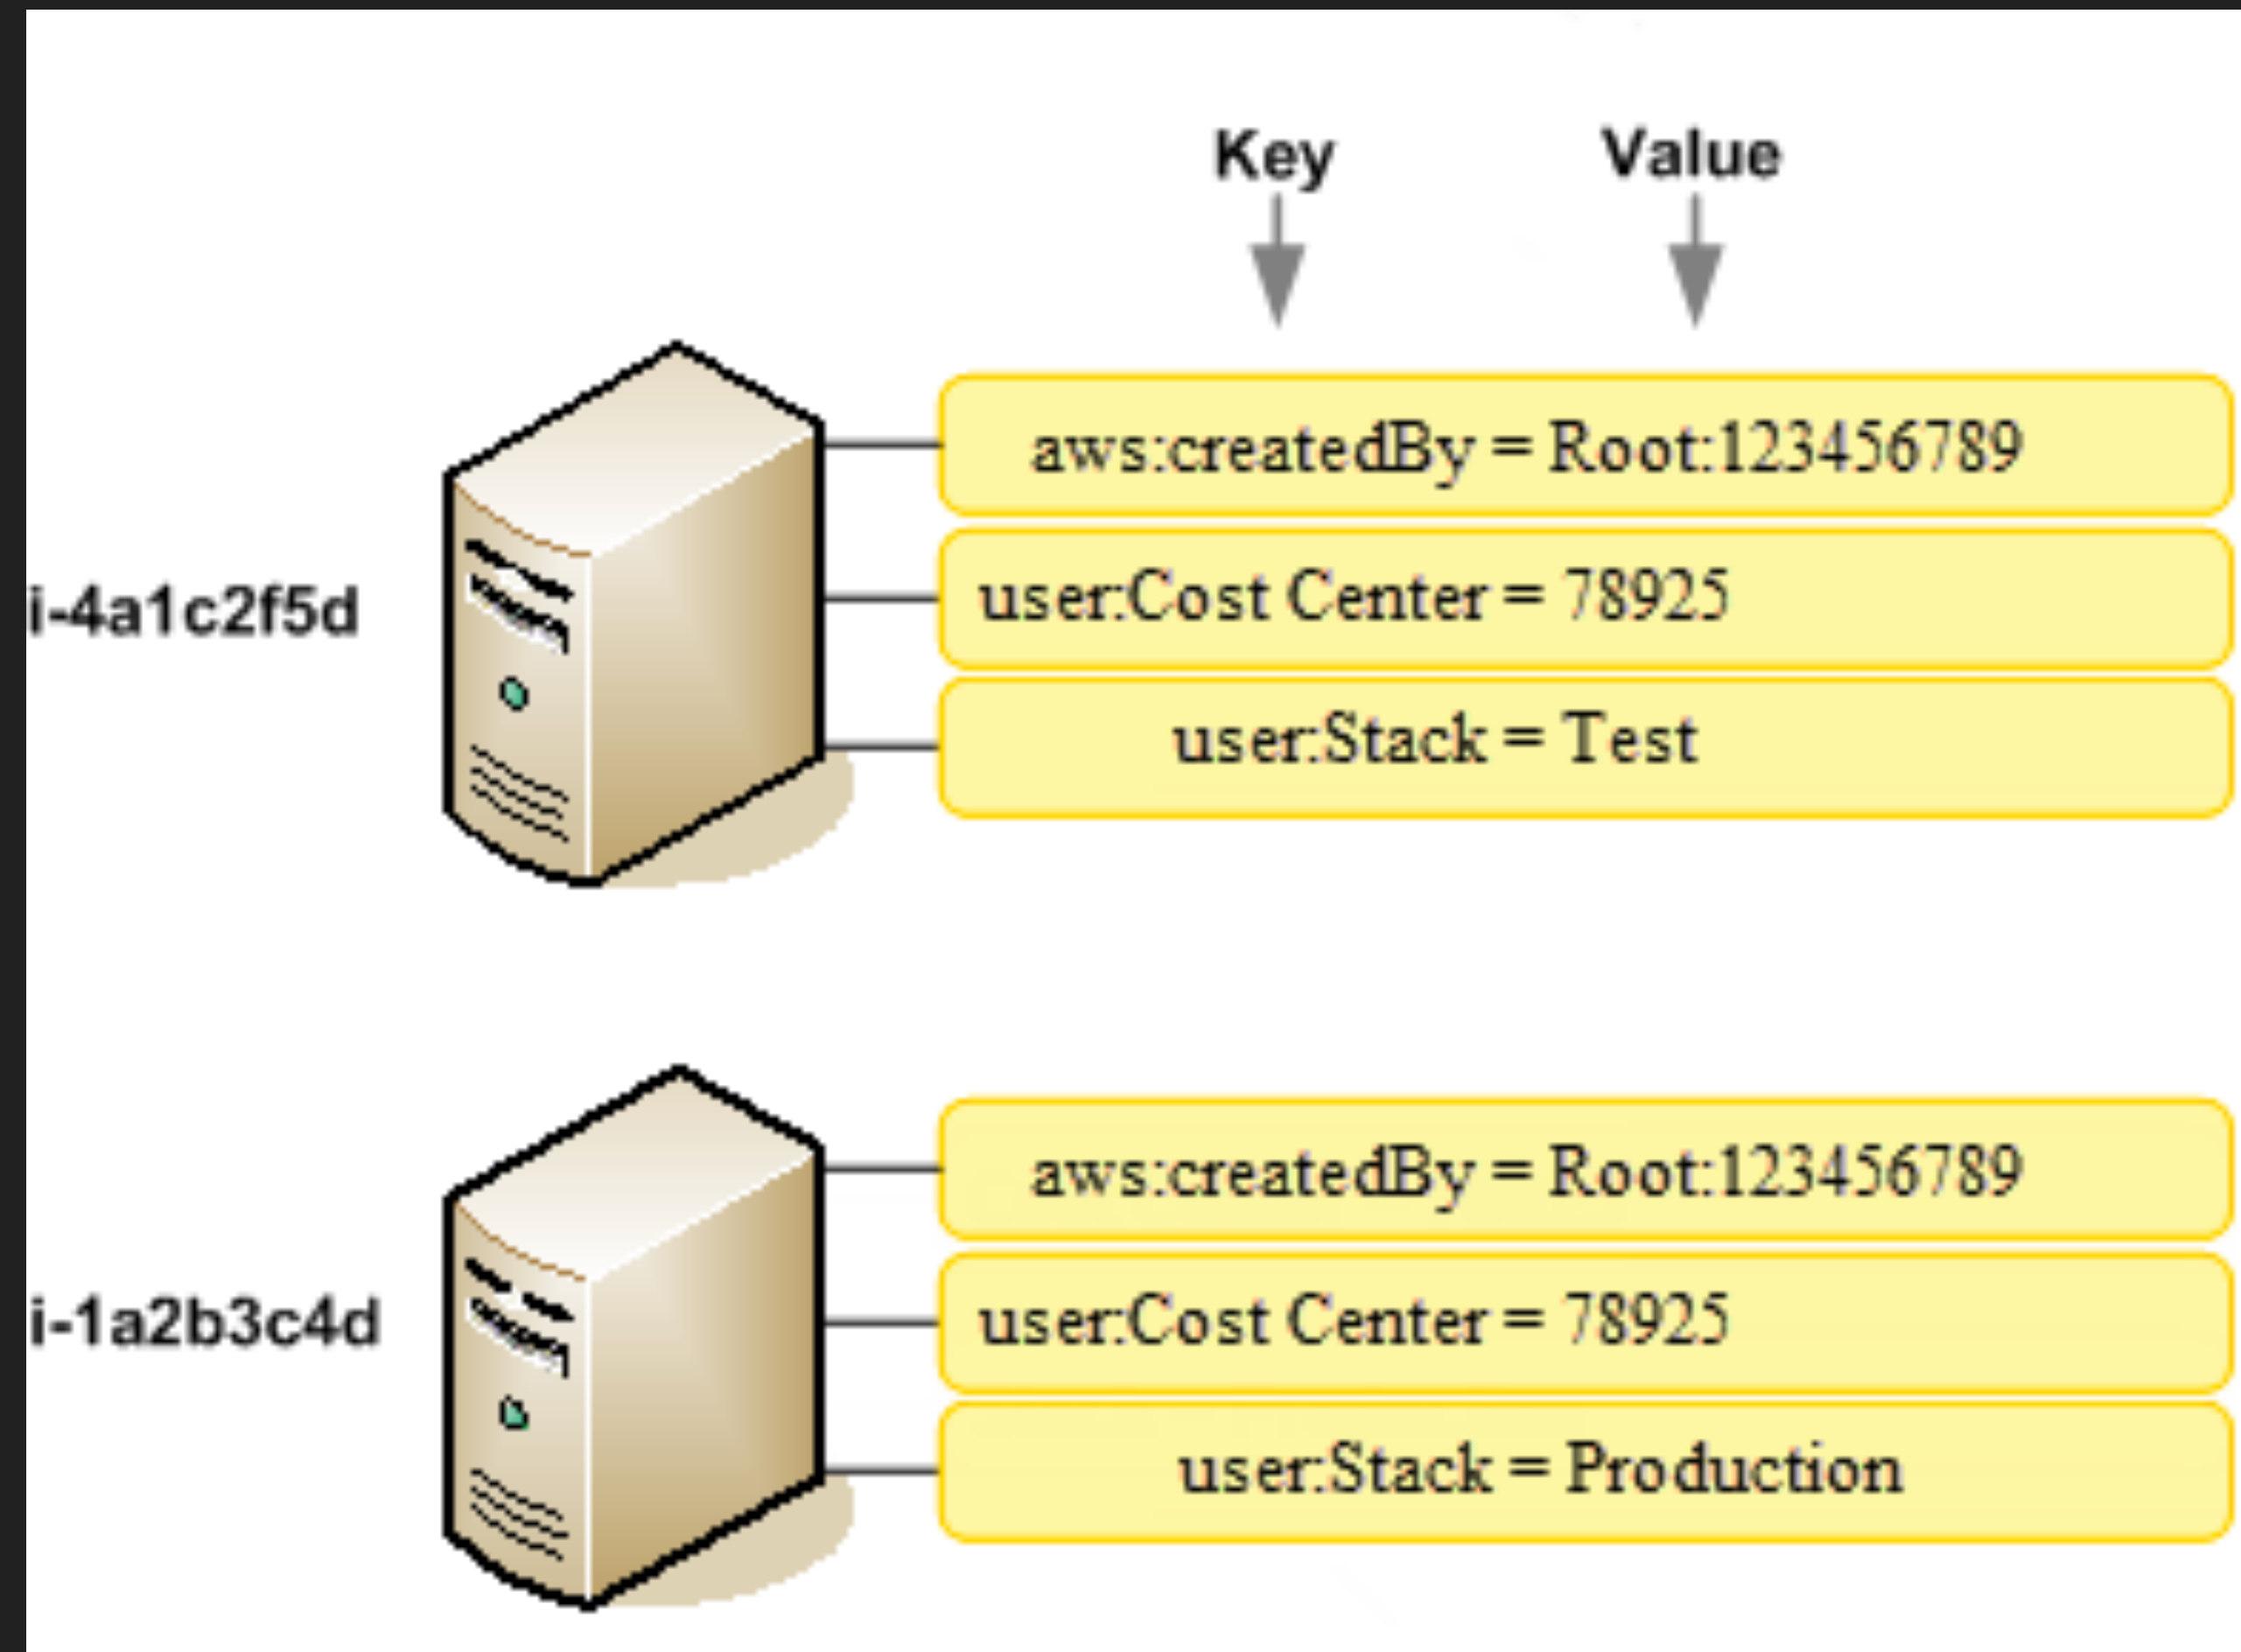 Key Value
aws:createdBy = Root:123456789
user:Cost Center = 78925
i-4a1c2f5d
user:Stack = Test
aws:createdBy = Root:123456789
user:Cost Center = 78925
i-1a2b3c4d
user:Stack = Production